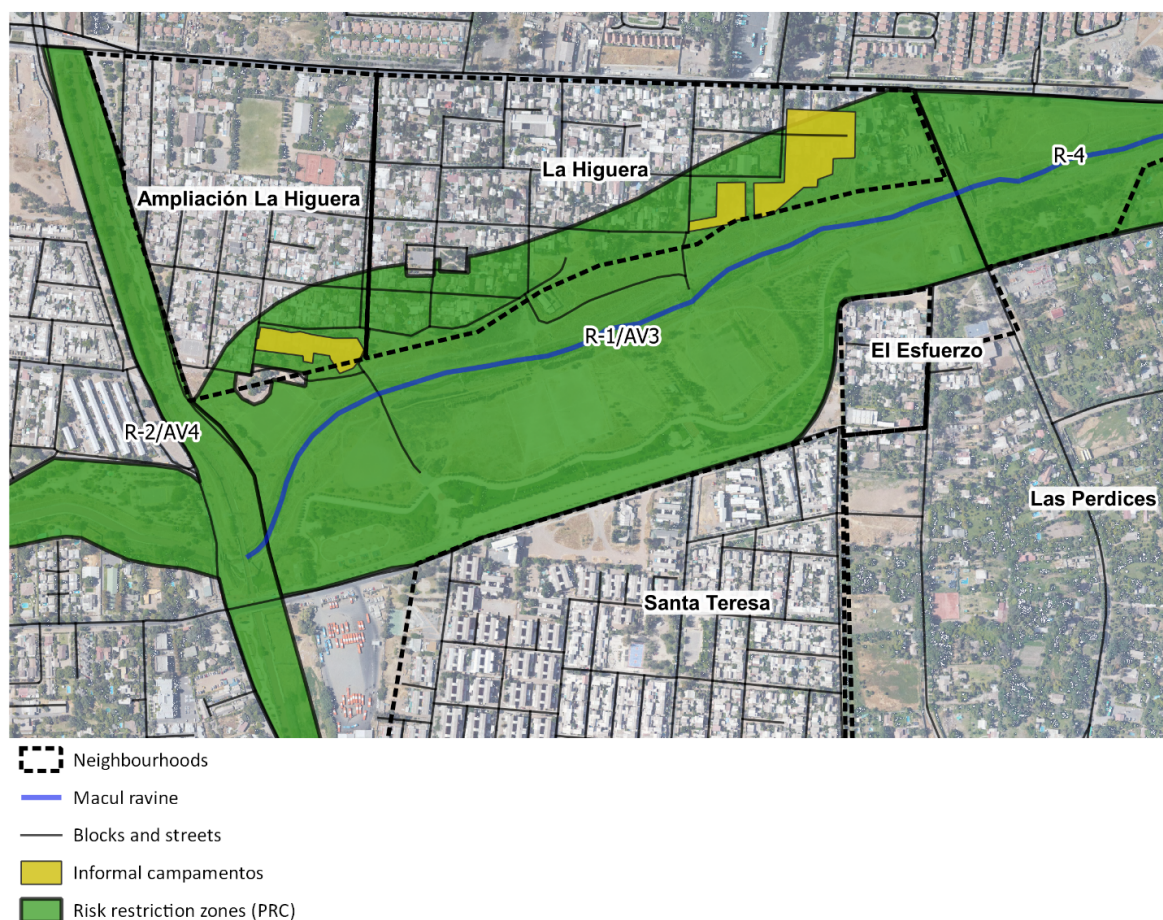 R-4
La Higuera
Ampliación La Higuera
R-1/AV3
El Esfuerzo
R-2/AV4
Las Perdices
Santa Teresa
Neighbourhoods
Macul ravine
Blocks and streets
Informal campamentos
Risk restriction zones (PRC)